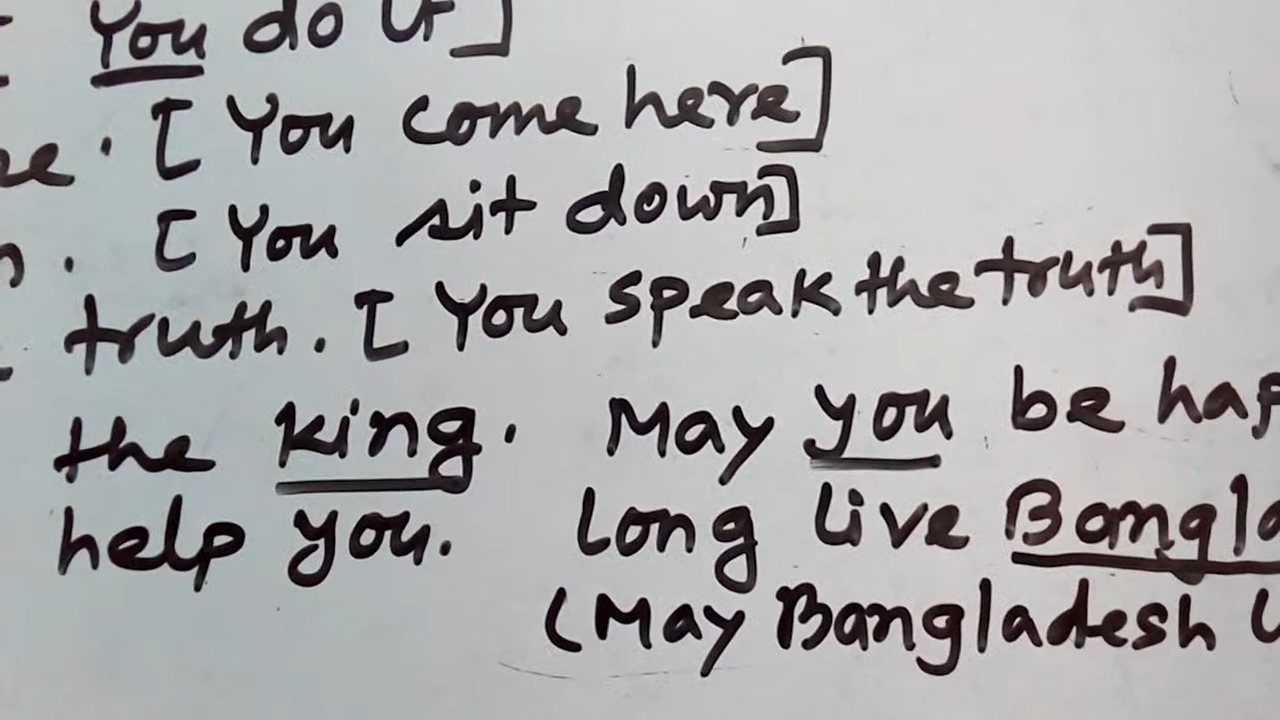 You do it]
. [ You come here]
. [ You sit down]
truth. [ You speak the truth]
the king. May you be
help you. Long live
(May Bangladesh